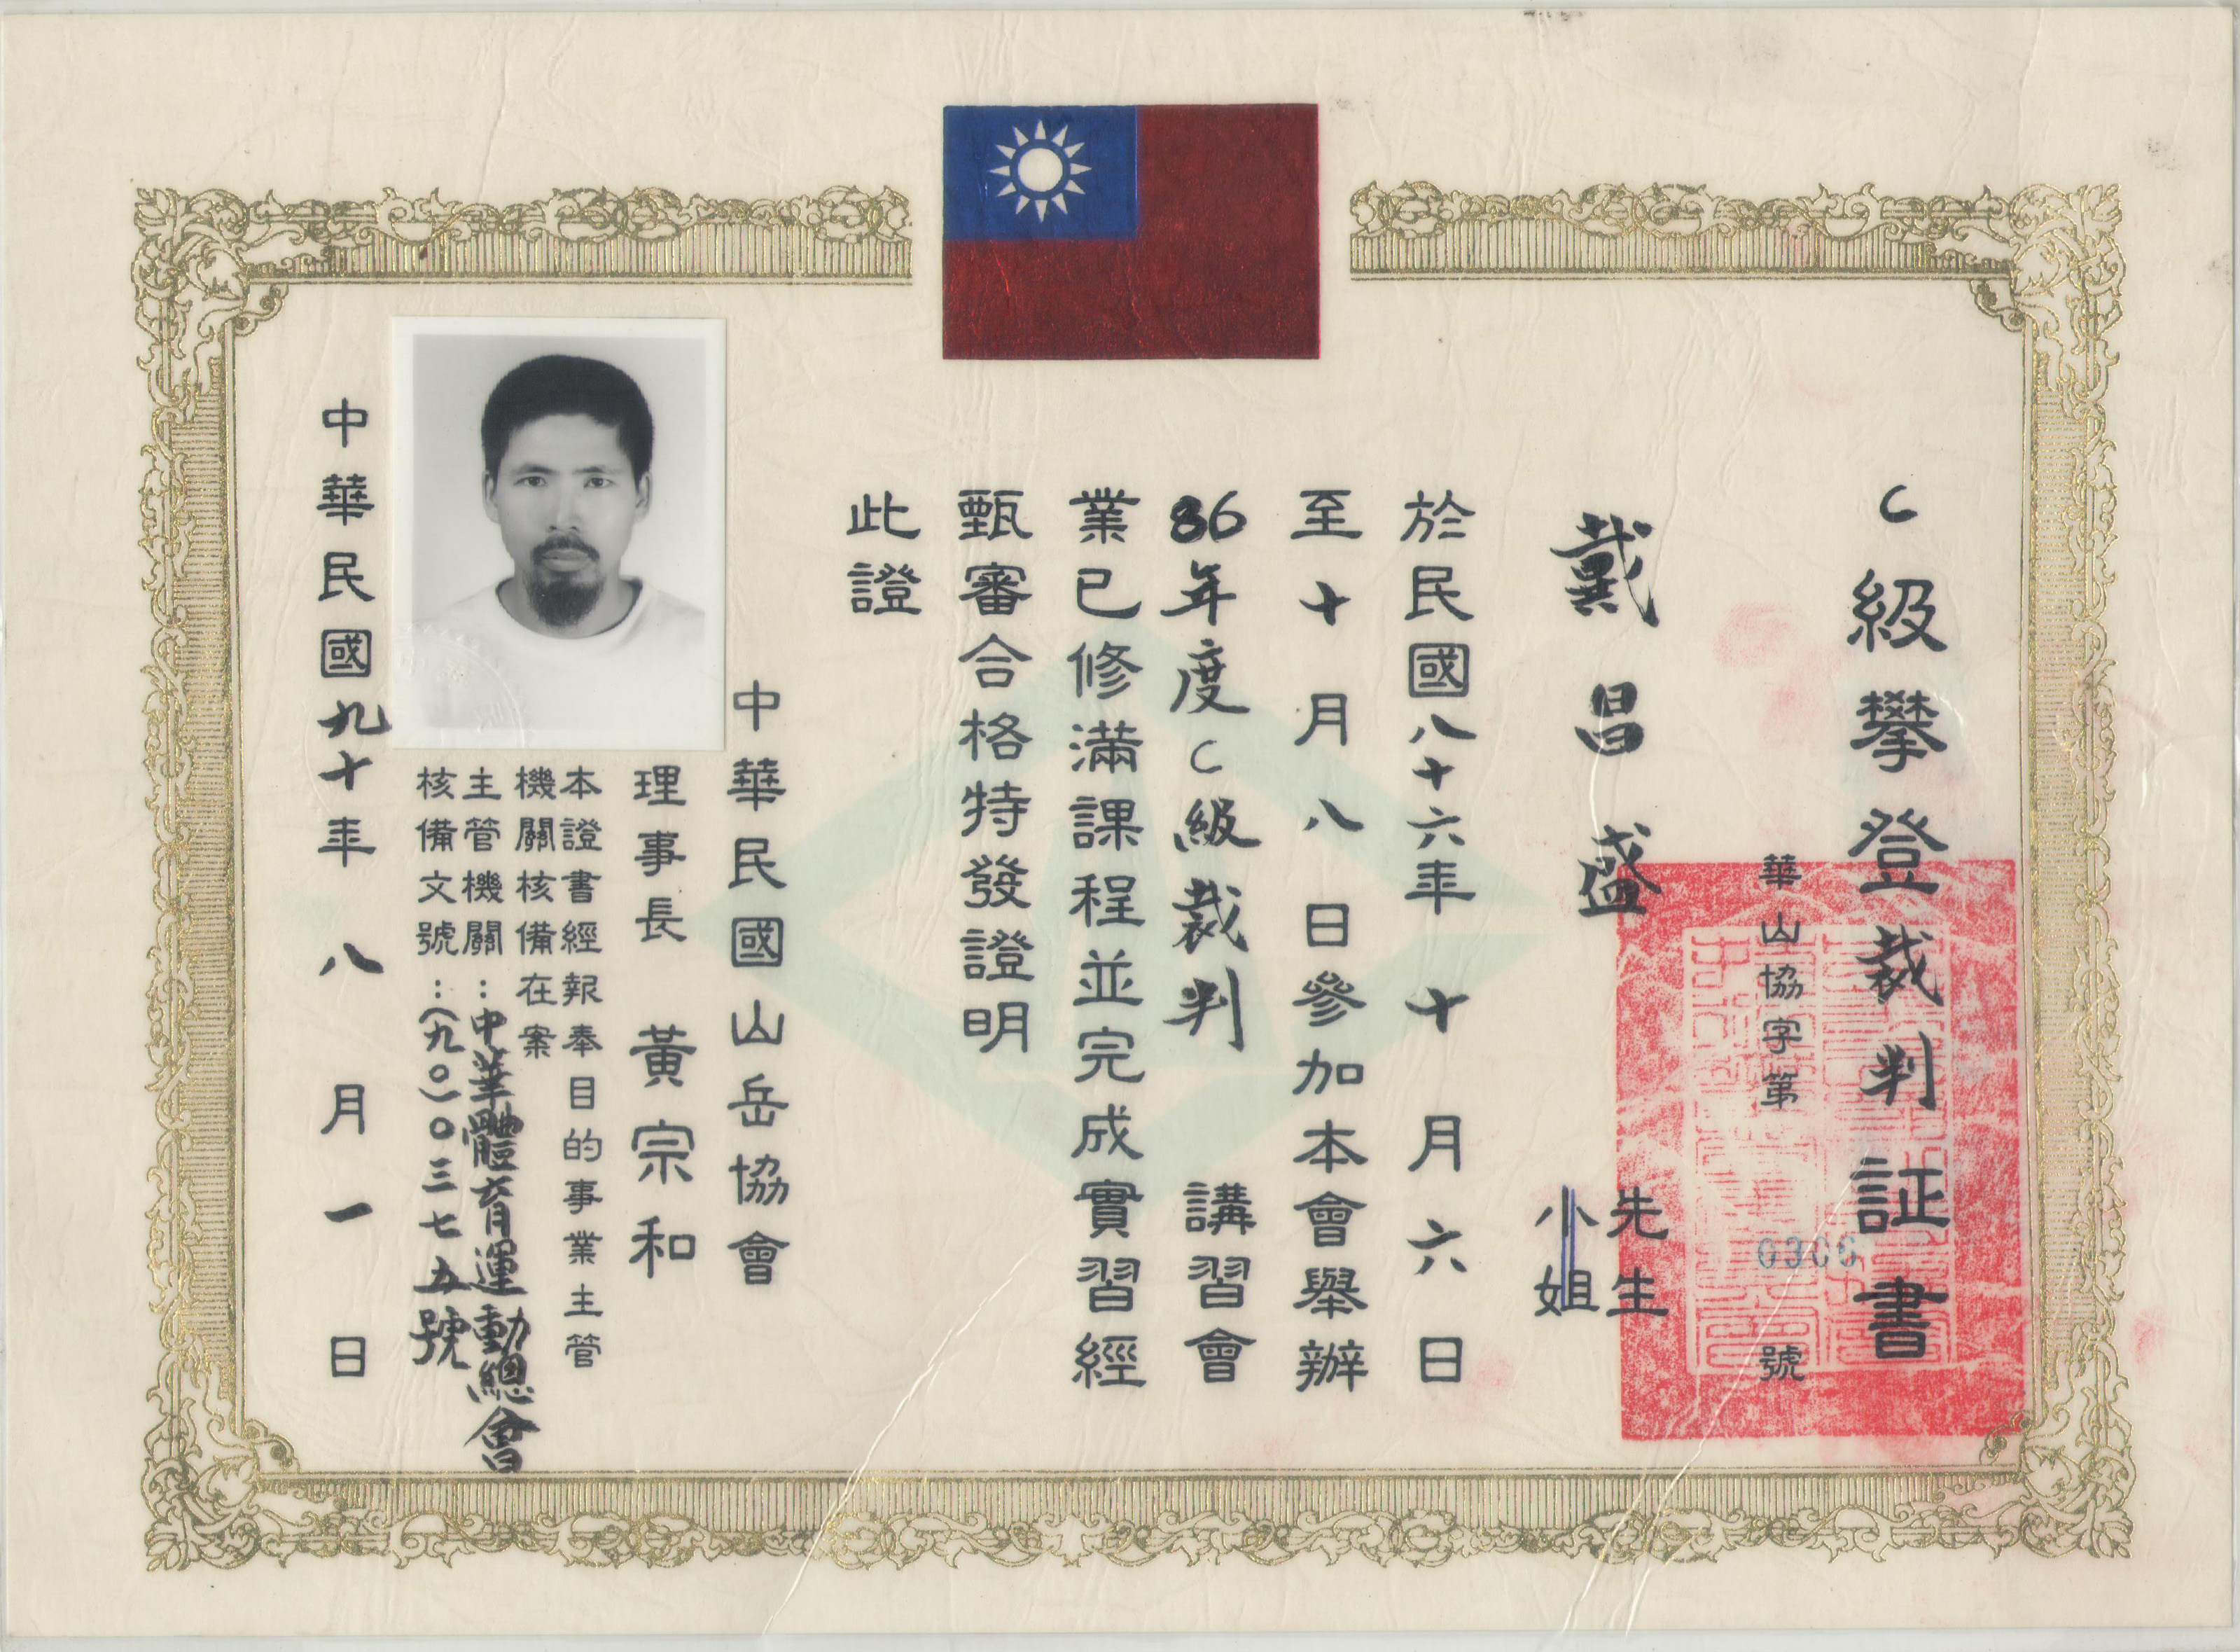 C級攀登裁判証書
華山協字第0306號
戴昌盛 先生
小姐
於民國八十六年十月六日
至十月八日參加本會舉辦
86年度C級裁判 講習會
業已修滿課程並完成實習經
甄審合格特發證明
此證
中華民國山岳協會
理事長 黃宗和
本證書經報奉目的事業主管
機關核備在案
主管機關：中華體育運動總會
核備文號：(九〇)〇三七五號
中華民國九十年八月一日